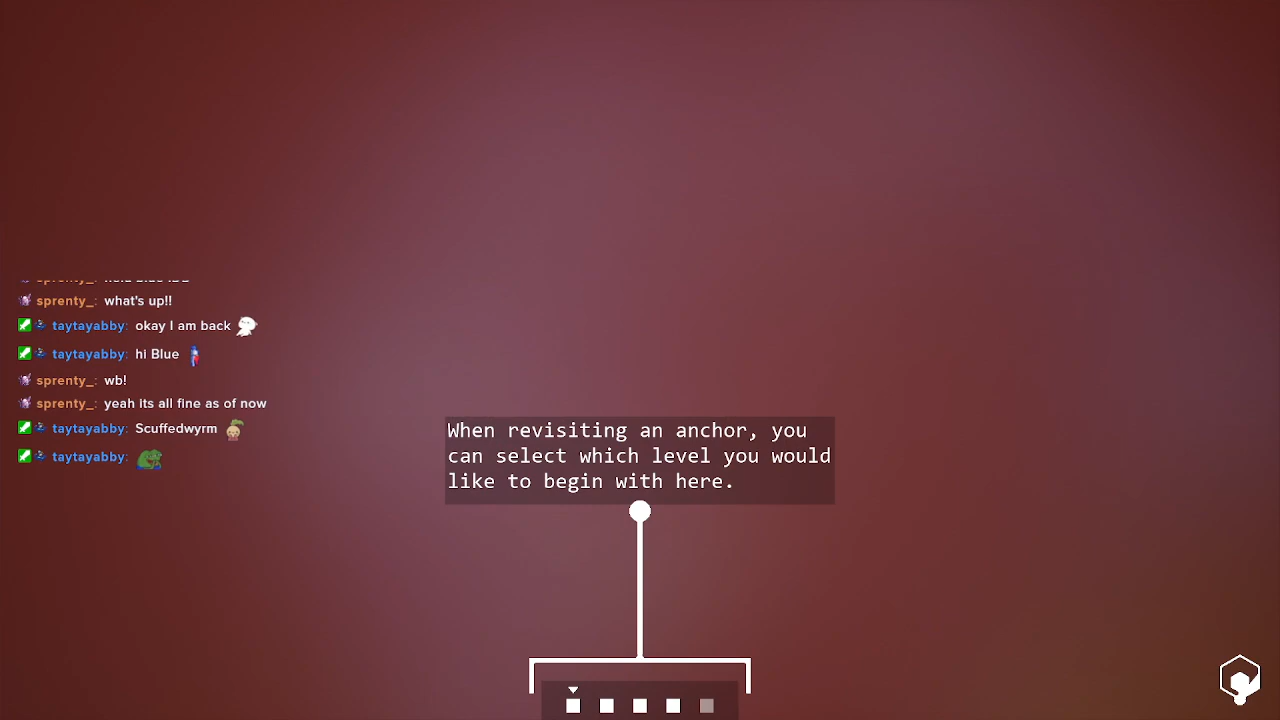 sprenty_: what's up!!
taytayabby: okay I am back
taytayabby: hi Blue
sprenty_: wb!
sprenty_: yeah its all fine as of now
taytayabby: Scuffedwyrm
taytayabby:
When revisiting an anchor, you
can select which level you would
like to begin with here.